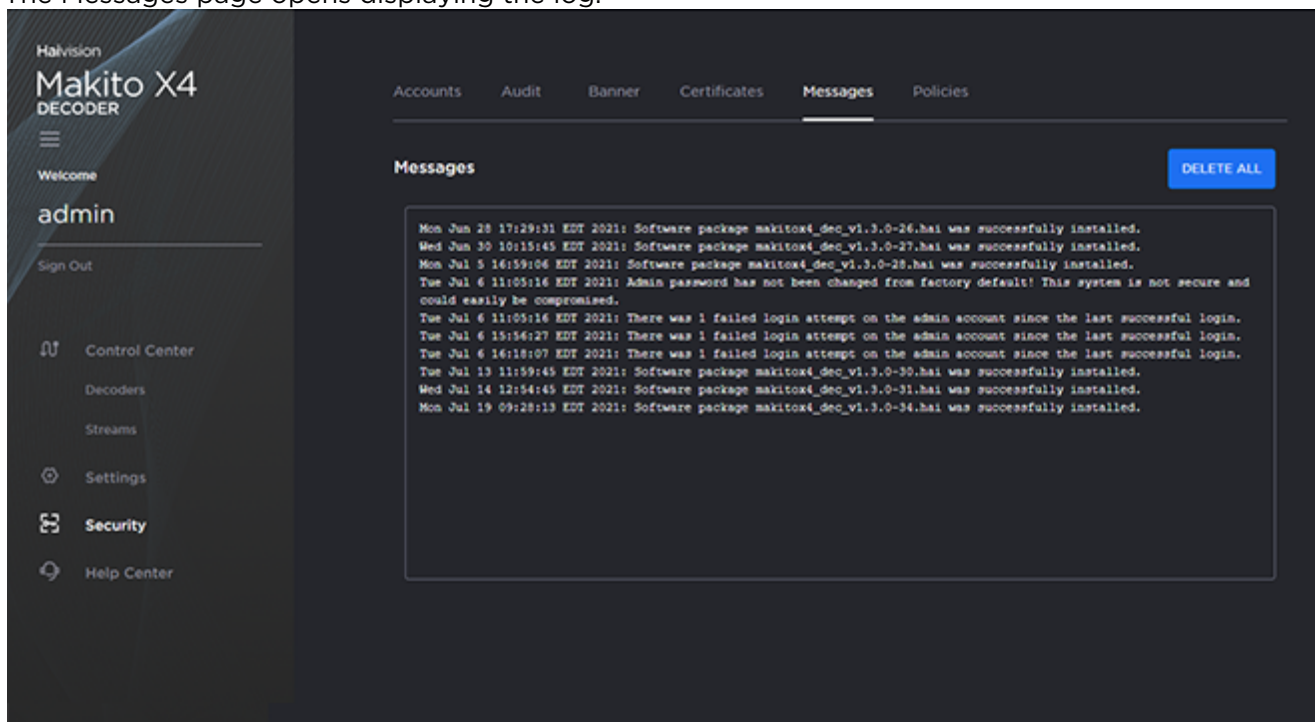 The Messages page opens displaying the log.
Haivision
Makito X4
DECODER
Welcome
admin
Sign Out
Control Center
Decoders
Streams
Settings
Security
Help Center
Accounts Audit Banner Certificates Messages Policies
Messages
DELETE ALL
Mon Jun 28 17:29:31 EDT 2021: Software package makitox4_dec_v1.3.0-26.hai was successfully installed.
Wed Jun 30 10:15:45 EDT 2021: Software package makitox4_dec_v1.3.0-27.hai was successfully installed.
Mon Jul 5 16:59:06 EDT 2021: Software package makitox4_dec_v1.3.0-28.hai was successfully installed.
Tue Jul 6 11:05:16 EDT 2021: Admin password has not been changed from factory default! This system is not secure and
could easily be compromised.
Tue Jul 6 11:05:16 EDT 2021: There was 1 failed login attempt on the admin account since the last successful login.
Tue Jul 6 15:56:27 EDT 2021: There was 1 failed login attempt on the admin account since the last successful login.
Tue Jul 6 16:18:07 EDT 2021: There was 1 failed login attempt on the admin account since the last successful login.
Tue Jul 13 11:59:45 EDT 2021: Software package makitox4_dec_v1.3.0-30.hai was successfully installed.
Wed Jul 14 12:54:45 EDT 2021: Software package makitox4_dec_v1.3.0-31.hai was successfully installed.
Mon Jul 19 09:28:13 EDT 2021: Software package makitox4_dec_v1.3.0-34.hai was successfully installed.